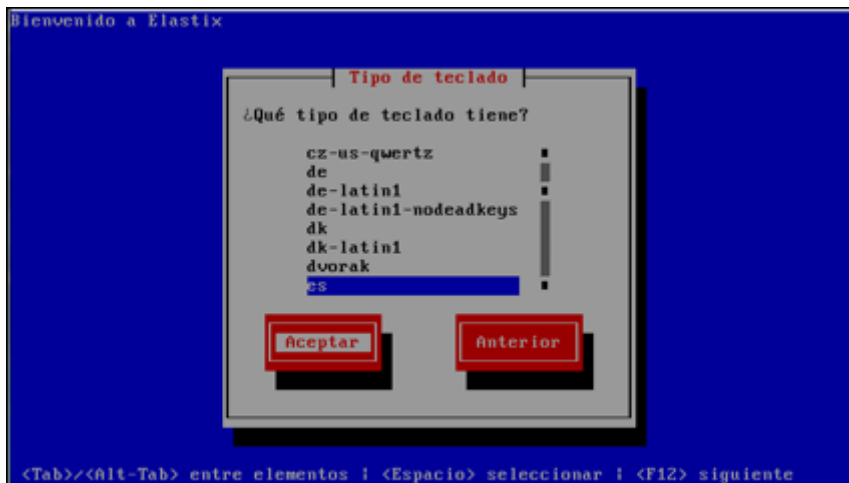 Bienvenido a Elastix
Tipo de teclado
¿Qué tipo de teclado tiene?
cz-us-qwertz
de
de-latin1
de-latin1-nodeadkeys
dk
dk-latin1
dvorak
es
Aceptar Anterior
<Tab>/<Alt-Tab> entre elementos | <Espacio> seleccionar | <F12> siguiente